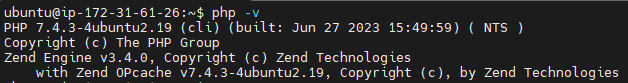 ubuntu@ip-172-31-61-26:~$ php -v
PHP 7.4.3-4ubuntu2.19 (cli) (built: Jun 27 2023 15:49:59) ( NTS )
Copyright (c) The PHP Group
Zend Engine v3.4.0, Copyright (c) Zend Technologies
    with Zend OPcache v7.4.3-4ubuntu2.19, Copyright (c), by Zend Technologies